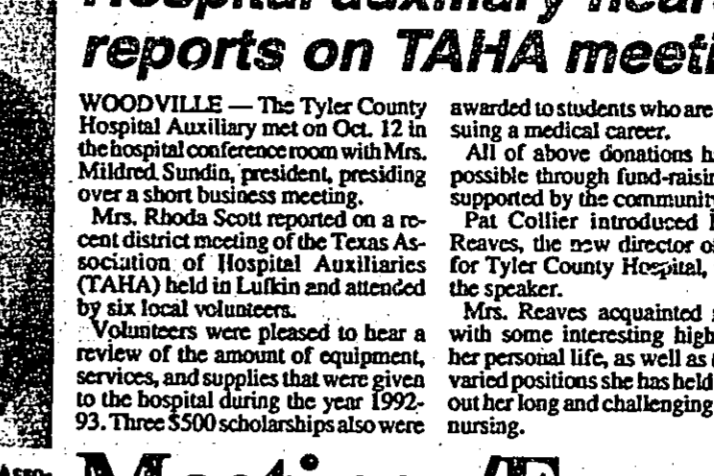 Hospital auxiliary
reports on TAHA
WOODVILLE — The Tyler County
Hospital Auxiliary met on Oct. 12 in
the hospital conference room with Mrs.
Mildred Sundin, president, presiding
over a short business meeting.
Mrs. Rhoda Scott reported on a re-
cent district meeting of the Texas As-
sociation of Hospital Auxiliaries
(TAHA) held in Lufkin and attended
by six local volunteers.
Volunteers were pleased to hear a
review of the amount of equipment,
services, and supplies that were given
to the hospital during the year 1992-
93. Three $500 scholarships also were
awarded to students who are
suing a medical career.
All of above donations
possible through
supported by the
Pat Collier introduced
Reaves, the new director
for Tyler County Hospital,
the speaker.
Mrs. Reaves acquainted
with some interesting
her personal life, as well as
varied positions she has held
out her long and challenging
nursing.